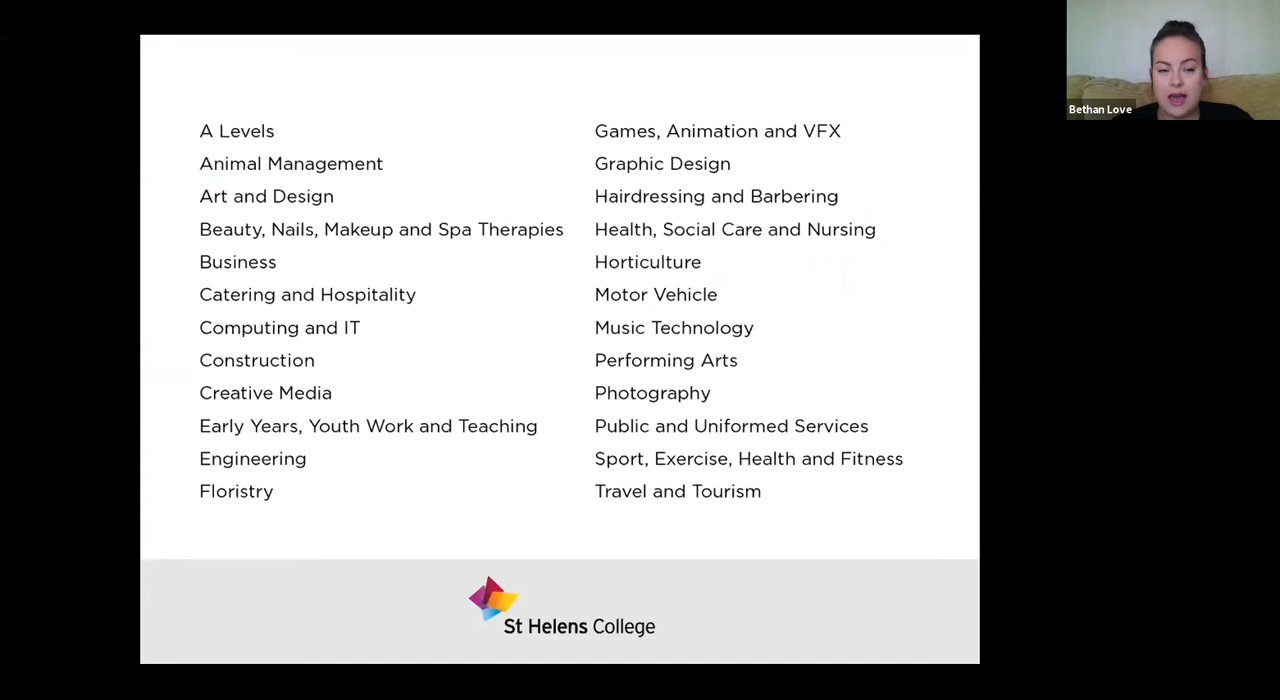 A Levels
Animal Management
Art and Design
Beauty, Nails, Makeup and Spa Therapies
Business
Catering and Hospitality
Computing and IT
Construction
Creative Media
Early Years, Youth Work and Teaching
Engineering
Floristry
Games, Animation and VFX
Graphic Design
Hairdressing and Barbering
Health, Social Care and Nursing
Horticulture
Motor Vehicle
Music Technology
Performing Arts
Photography
Public and Uniformed Services
Sport, Exercise, Health and Fitness
Travel and Tourism
St Helens College
Bethan Love